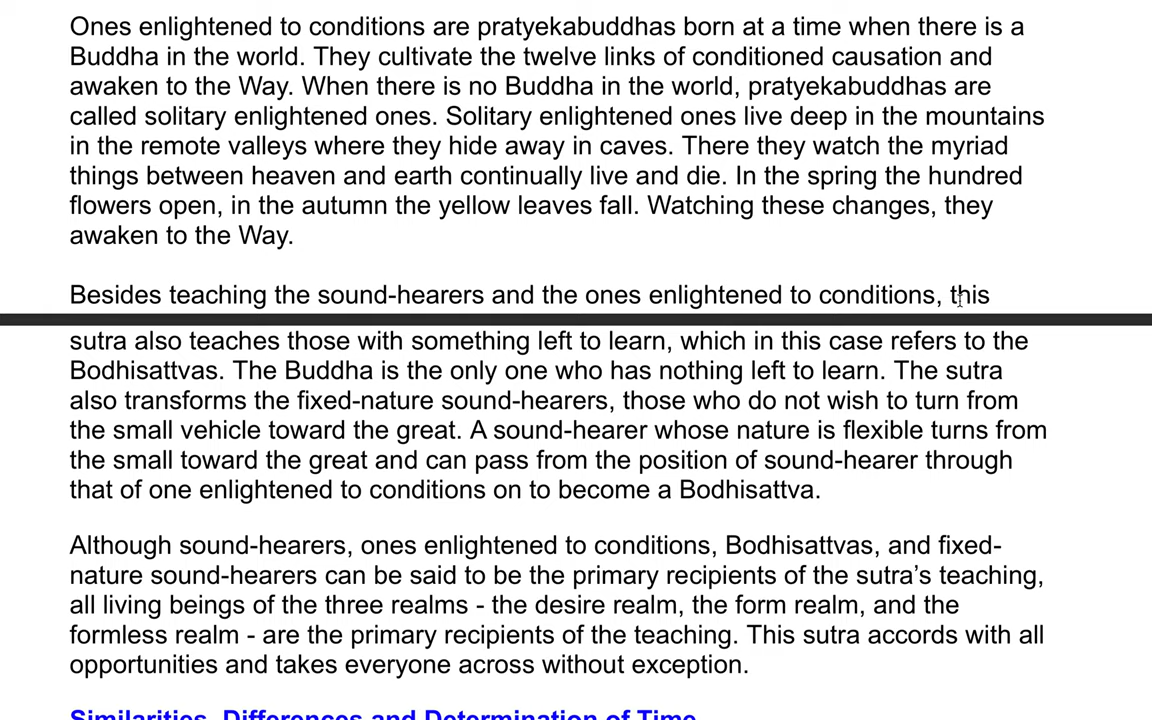 Ones enlightened to conditions are pratyekabuddhas born at a time when there is a
Buddha in the world. They cultivate the twelve links of conditioned causation and
awaken to the Way. When there is no Buddha in the world, pratyekabuddhas are
called solitary enlightened ones. Solitary enlightened ones live deep in the mountains
in the remote valleys where they hide away in caves. There they watch the myriad
things between heaven and earth continually live and die. In the spring the hundred
flowers open, in the autumn the yellow leaves fall. Watching these changes, they
awaken to the Way.
Besides teaching the sound-hearers and the ones enlightened to conditions, this
sutra also teaches those with something left to learn, which in this case refers to the
Bodhisattvas. The Buddha is the only one who has nothing left to learn. The sutra
also transforms the fixed-nature sound-hearers, those who do not wish to turn from
the small vehicle toward the great. A sound-hearer whose nature is flexible turns from
the small toward the great and can pass from the position of sound-hearer through
that of one enlightened to conditions on to become a Bodhisattva.
Although sound-hearers, ones enlightened to conditions, Bodhisattvas, and fixed-
nature sound-hearers can be said to be the primary recipients of the sutra’s teaching,
all living beings of the three realms - the desire realm, the form realm, and the
formless realm - are the primary recipients of the teaching. This sutra accords with all
opportunities and takes everyone across without exception.
Similarities, Differences and Determination of Time